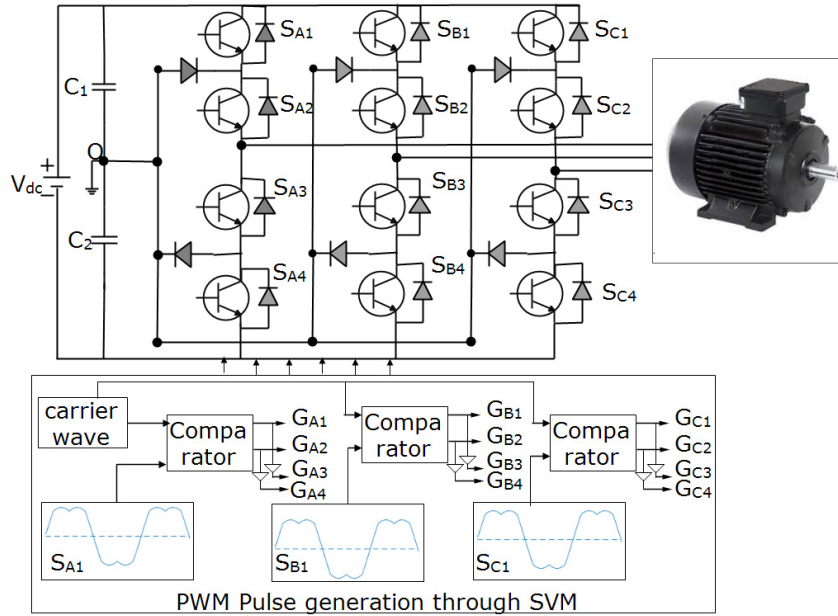 SA1
SB1
SC1
C1
SA2
SB2
SC2
O
+
Vdc
-
SA3
SB3
SC3
C2
SA4
SB4
SC4
carrier
wave
Compa
rator
GA1
GA2
GA3
GA4
Compa
rator
GB1
GB2
GB3
GB4
Compa
rator
GC1
GC2
GC3
GC4
SA1
SB1
SC1
PWM Pulse generation through SVM